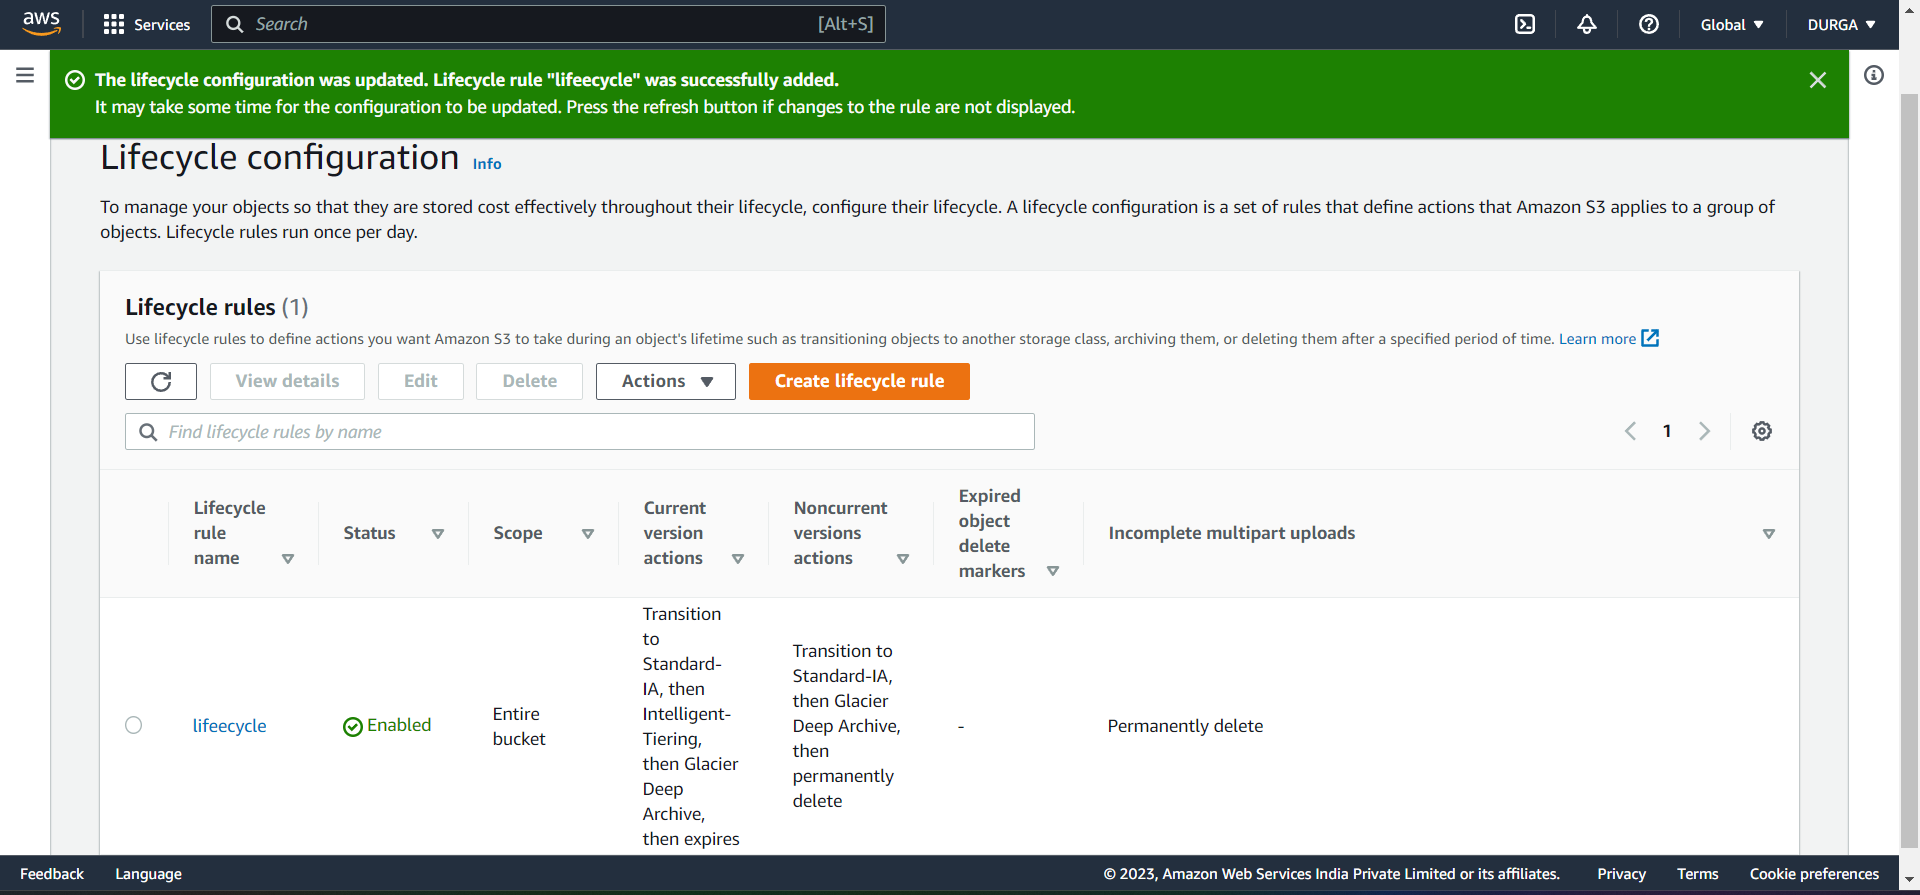 aws
Services
Search
[Alt+S]
Global
DURGA
The lifecycle configuration was updated. Lifecycle rule "lifeecycle" was successfully added.
It may take some time for the configuration to be updated. Press the refresh button if changes to the rule are not displayed.
Lifecycle configuration
Info
To manage your objects so that they are stored cost effectively throughout their lifecycle, configure their lifecycle. A lifecycle configuration is a set of rules that define actions that Amazon S3 applies to a group of
objects. Lifecycle rules run once per day.
Lifecycle rules (1)
Use lifecycle rules to define actions you want Amazon S3 to take during an object's lifetime such as transitioning objects to another storage class, archiving them, or deleting them after a specified period of time. Learn more
View details
Edit
Delete
Actions
Create lifecycle rule
Find lifecycle rules by name
1
Lifecycle
rule
name
Status
Scope
Current
version
actions
Noncurrent
versions
actions
Expired
object
delete
markers
Incomplete multipart uploads
lifeecycle
Enabled
Entire
bucket
Transition
to
Standard-
IA, then
Intelligent-
Tiering,
then Glacier
Deep
Archive,
then expires
Transition to
Standard-IA,
then Glacier
Deep Archive,
then
permanently
delete
-
Permanently delete
Feedback
Language
© 2023, Amazon Web Services India Private Limited or its affiliates.
Privacy
Terms
Cookie preferences